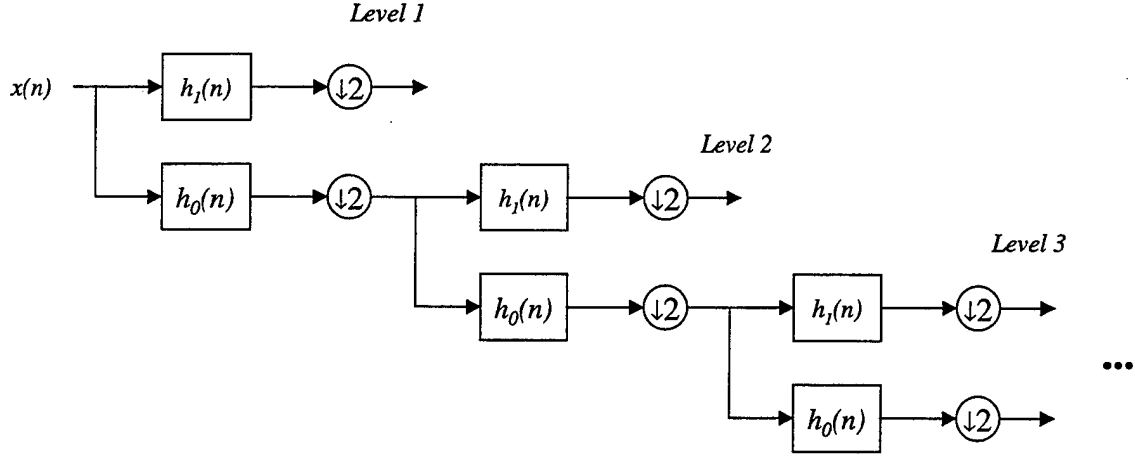 Level 1
x(n)
h1(n)
↓2
h0(n)
↓2
Level 2
h1(n)
↓2
h0(n)
↓2
Level 3
h1(n)
↓2
h0(n)
↓2
•••